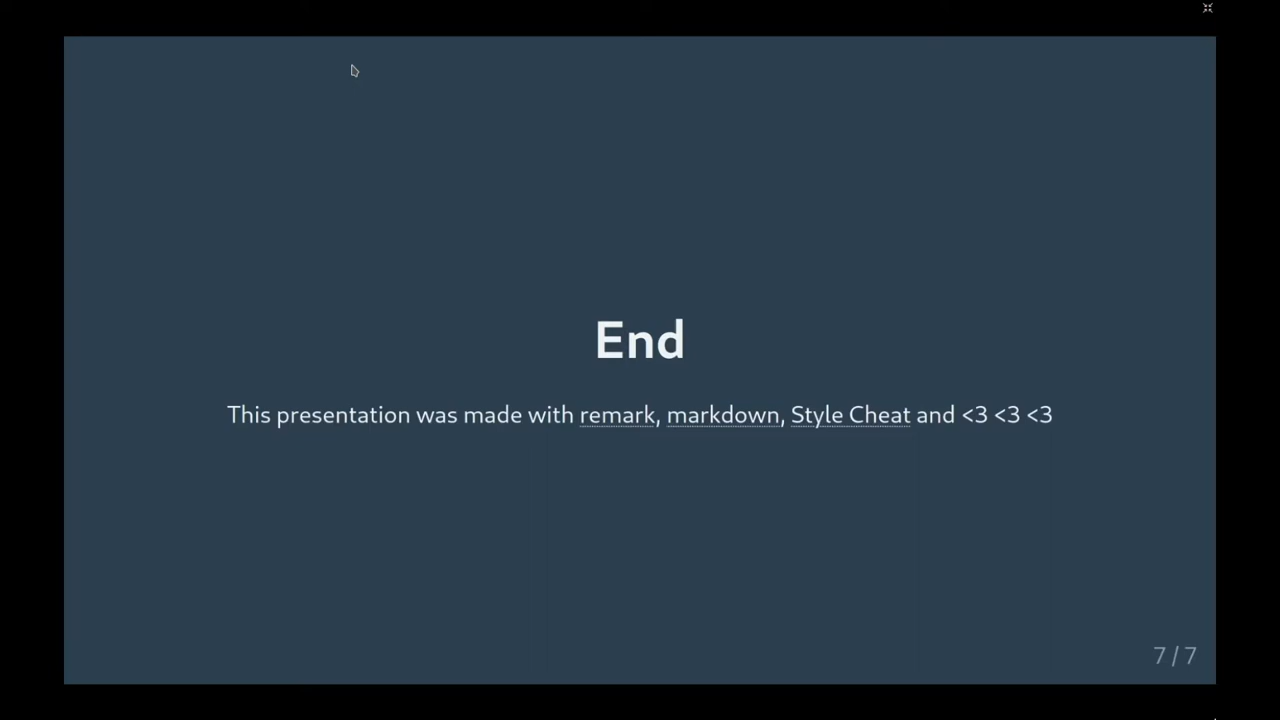 End
This presentation was made with remark, markdown, Style Cheat and <3 <3 <3
7 / 7